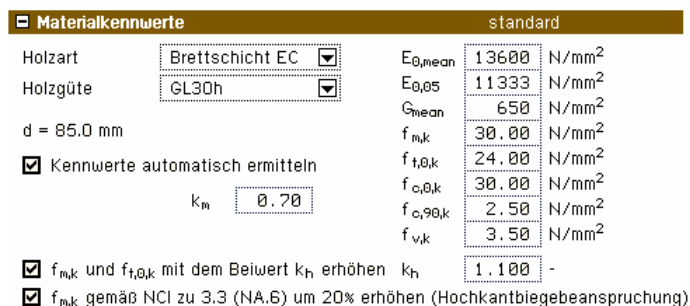 Materialkennwerte standard
Holzart Brettschicht EC E0,mean 13600 N/mm²
Holzgüte GL30h E0,05 11333 N/mm²
Gmean 650 N/mm²
d = 85.0 mm fm,k 30.00 N/mm²
Kennwerte automatisch ermitteln ft,0,k 24.00 N/mm²
km 0.70 fc,0,k 30.00 N/mm²
fc,90,k 2.50 N/mm²
fv,k 3.50 N/mm²
fm,k und ft,0,k mit dem Beiwert kh erhöhen kh 1.100 -
fm,k gemäß NCI zu 3.3 (NA.6) um 20% erhöhen (Hochkantbiegebeanspruchung)